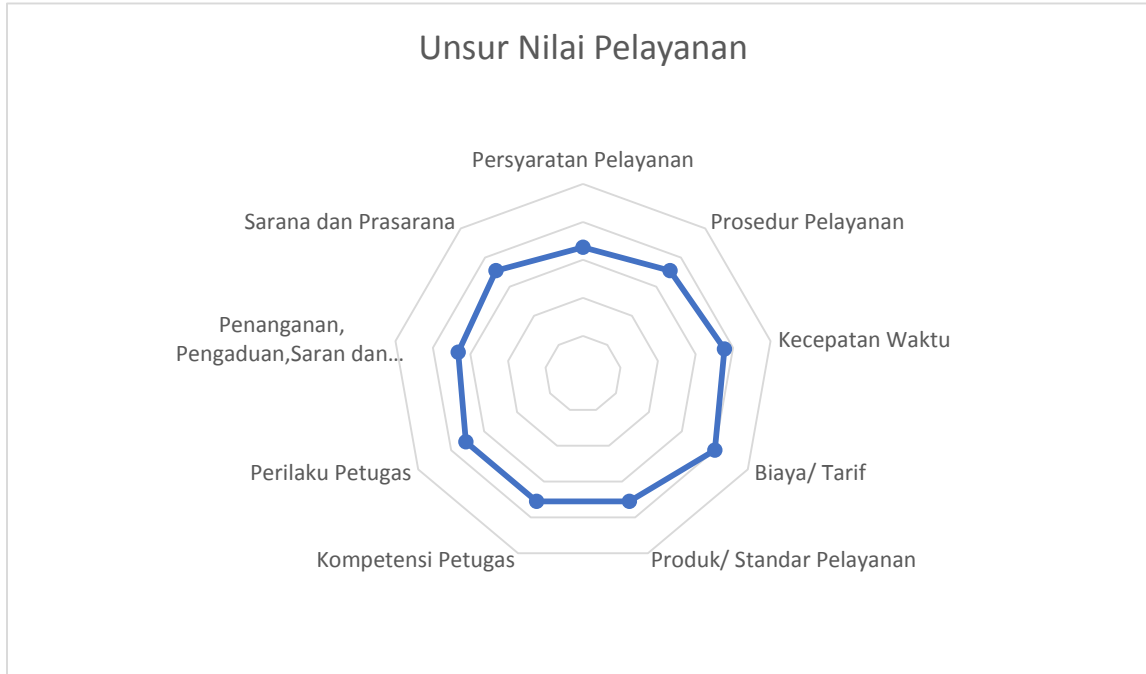 Unsur Nilai Pelayanan
Persyaratan Pelayanan
Prosedur Pelayanan
Kecepatan Waktu
Biaya/ Tarif
Produk/ Standar Pelayanan
Kompetensi Petugas
Perilaku Petugas
Penanganan,
Pengaduan,Saran dan...
Sarana dan Prasarana